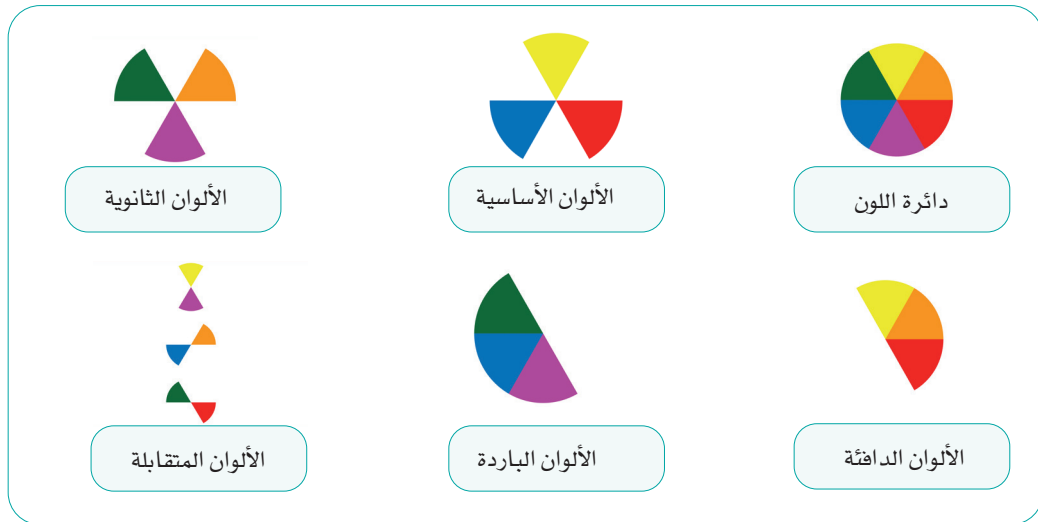 دائرة اللون
الألوان الأساسية
الألوان الثانوية
الألوان الدافئة
الألوان الباردة
الألوان المتقابلة